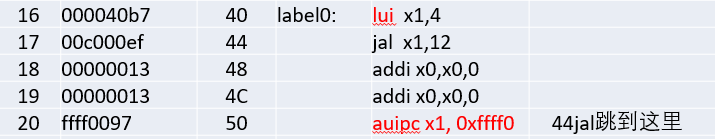 16 000040b7 40 label0: lui x1,4
17 00c000ef 44 jal x1,12
18 00000013 48 addi x0,x0,0
19 00000013 4C addi x0,x0,0
20 ffff0097 50 auipc x1, 0xffff0 44jal跳到这里